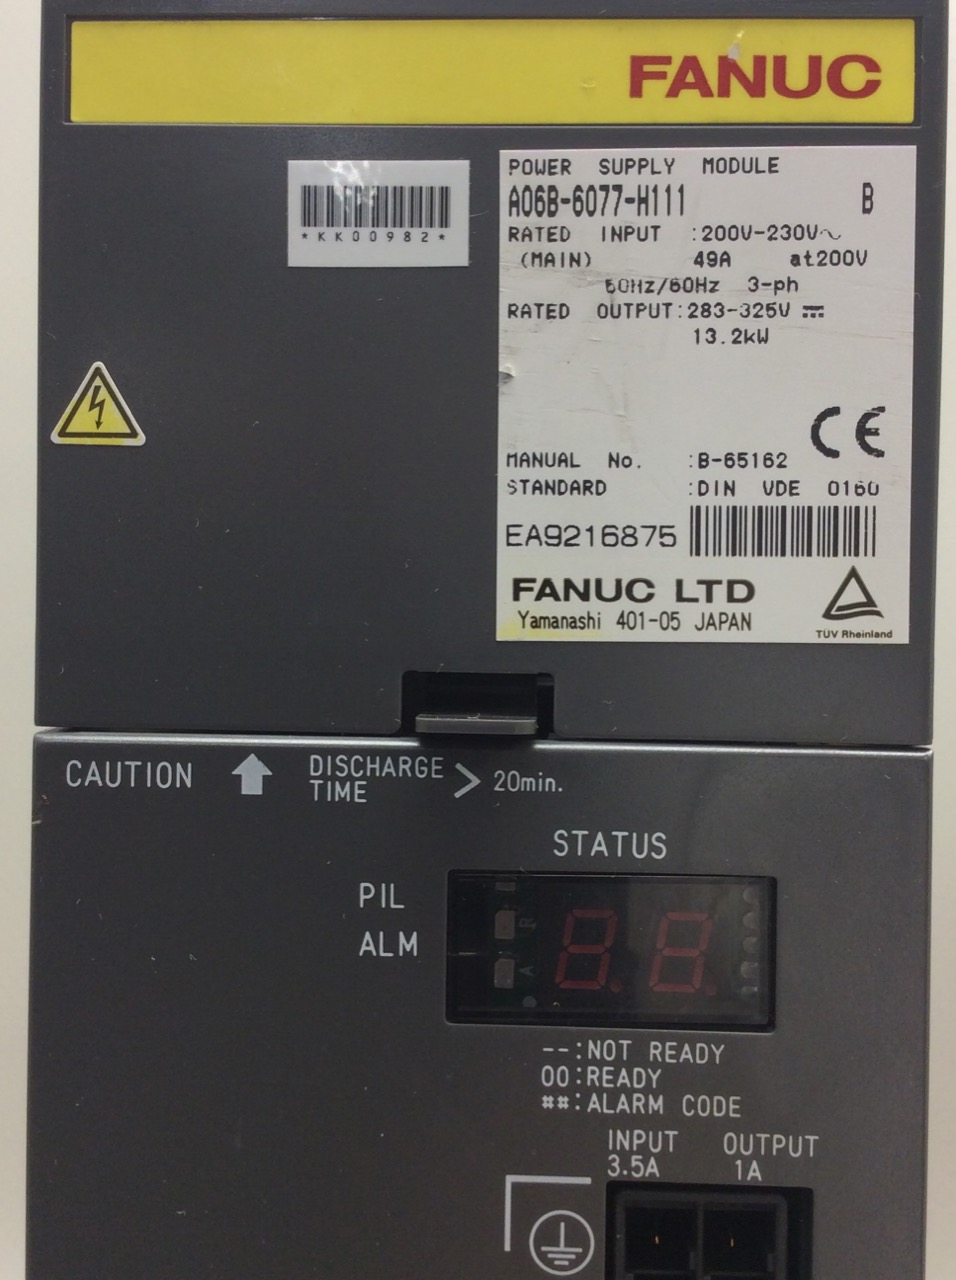 FANUC
*KK00982*
POWER SUPPLY MODULE
A06B-6077-H111 B
RATED INPUT :200V-230V～
(MAIN) 49A at200V
50Hz/60Hz 3-ph
RATED OUTPUT:283-325V ⎓
13.2kW
CE
MANUAL No. :B-65162
STANDARD :DIN VDE 0160
EA9216875
FANUC LTD
Yamanashi 401-05 JAPAN
TÜV Rheinland
CAUTION ⬆ DISCHARGE TIME > 20min.
STATUS
PIL
ALM
R
A
8.8.
--:NOT READY
00:READY
##:ALARM CODE
INPUT OUTPUT
3.5A 1A